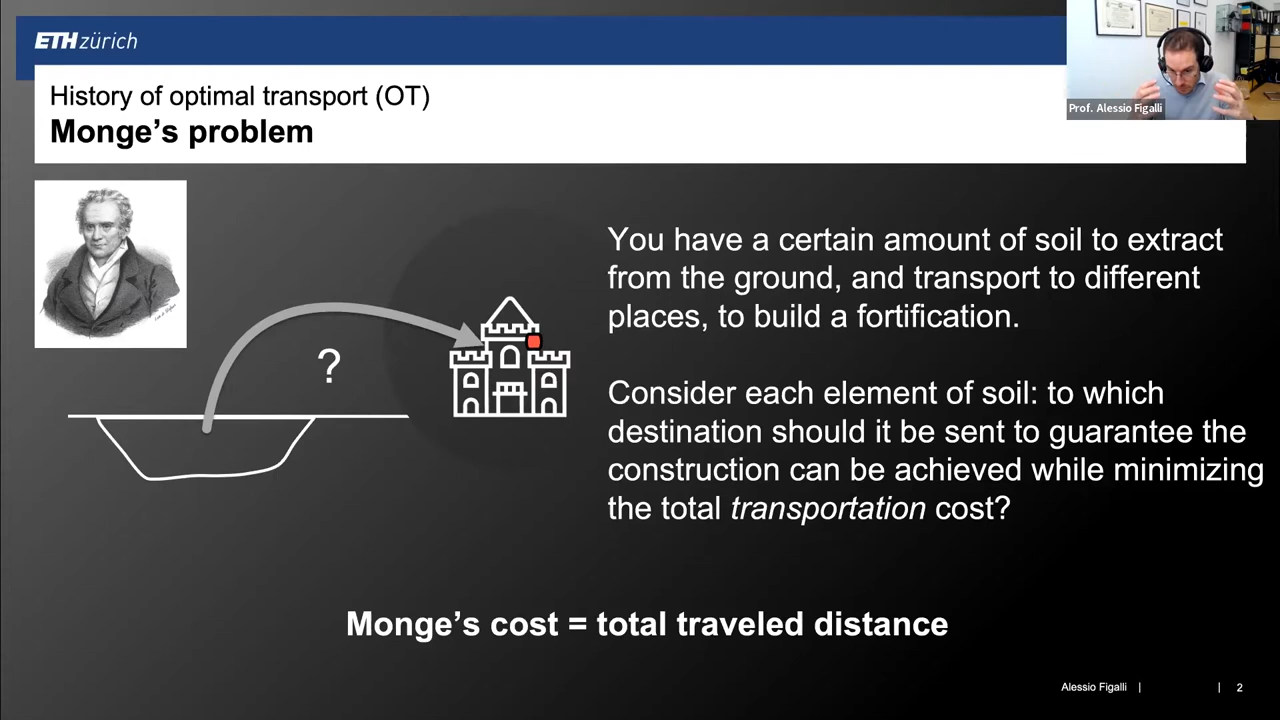 ETH zürich
Prof. Alessio Figalli
History of optimal transport (OT)
Monge's problem
You have a certain amount of soil to extract
from the ground, and transport to different
places, to build a fortification.
?
Consider each element of soil: to which
destination should it be sent to guarantee the
construction can be achieved while minimizing
the total transportation cost?
Monge's cost = total traveled distance
Alessio Figalli | | 2